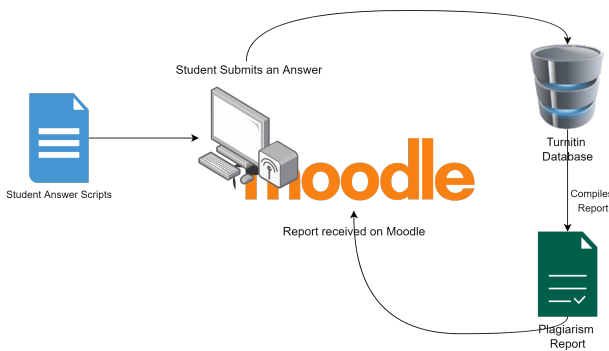 Student Submits an Answer
Turnitin
Database
Student Answer Scripts
moodle
Compiles
Report
Report received on Moodle
Plagiarism
Report